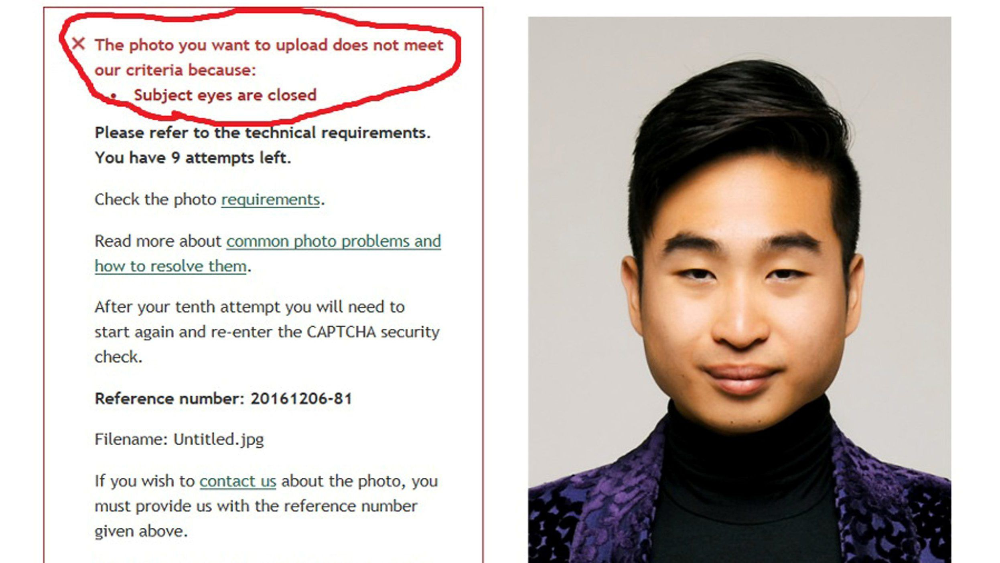 The photo you want to upload does not meet
our criteria because:
• Subject eyes are closed
Please refer to the technical requirements.
You have 9 attempts left.
Check the photo requirements.
Read more about common photo problems and
how to resolve them.
After your tenth attempt you will need to
start again and re-enter the CAPTCHA security
check.
Reference number: 20161206-81
Filename: Untitled.jpg
If you wish to contact us about the photo, you
must provide us with the reference number
given above.